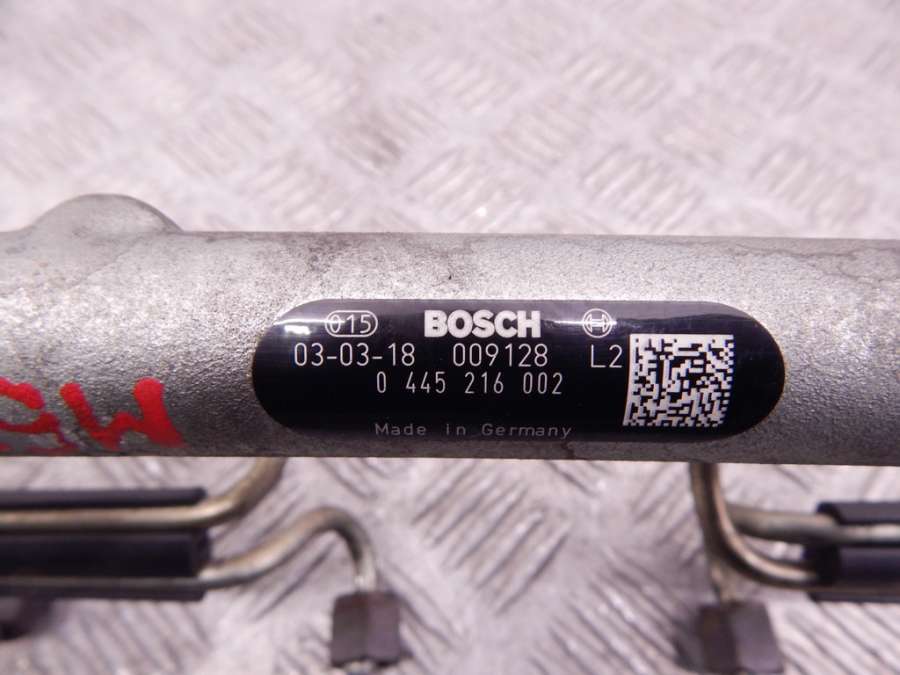 015 BOSCH
03-03-18 009128 L2
0 445 216 002
Made in Germany